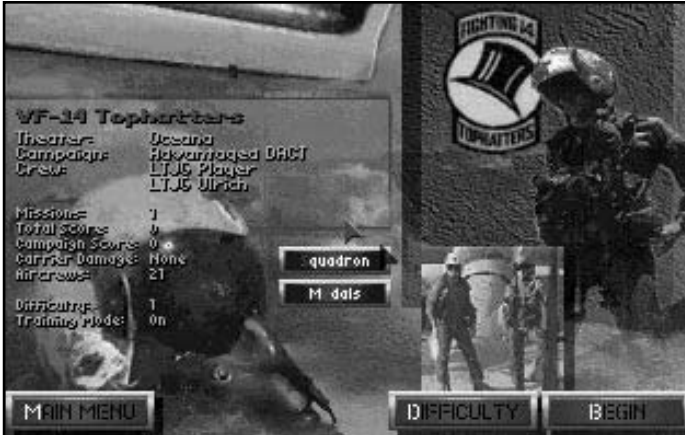 FIGHTING 14
TOPHATTERS
VF-14 Tophatters
Theater: Oceana
Campaign: Advantaged DACT
Crew: LTJG Player
LTJG Ulrich
Missions: 1
Total Score: 0
Campaign Score: 0
Carrier Damage: None
Aircrews: 21
Difficulty: 1
Training Mode: On
Squadron
Medals
MAIN MENU
DIFFICULTY
BEGIN